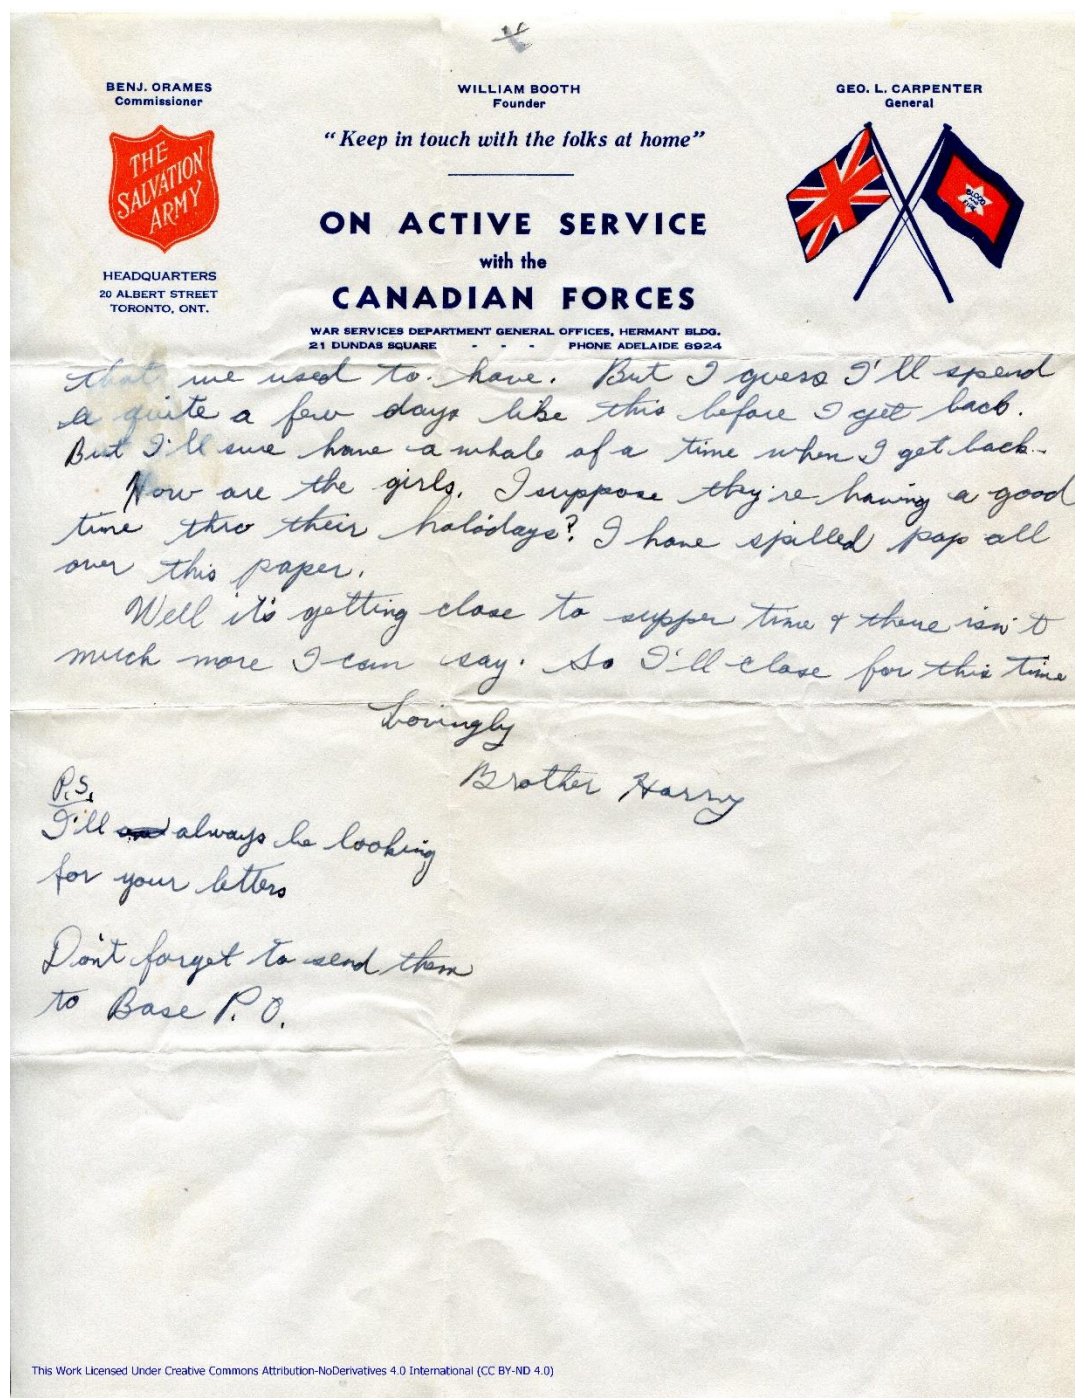 BENJ. ORAMES
Commissioner
WILLIAM BOOTH
Founder
GEO. L. CARPENTER
General
"Keep in touch with the folks at home"
THE
SALVATION
ARMY
BLOOD
AND
FIRE
ON ACTIVE SERVICE
with the
CANADIAN FORCES
HEADQUARTERS
20 ALBERT STREET
TORONTO, ONT.
WAR SERVICES DEPARTMENT GENERAL OFFICES, HERMANT BLDG.
21 DUNDAS SQUARE - - - PHONE ADELAIDE 6924
that we used to have. But I guess I'll spend
a quite a few days like this before I get back.
But I'll sure have a whale of a time when I get back.
How are the girls. I suppose they're having a good
time thro their holodays? I have spilled pop all
over this paper.
Well it's getting close to supper time & there isn't
much more I can say. So I'll close for this time
Lovingly
Brother Harry
P.S.
I'll always be looking
for your letters
Don't forget to send them
to Base P.O.
This Work Licensed Under Creative Commons Attribution-NoDerivatives 4.0 International (CC BY-ND 4.0)